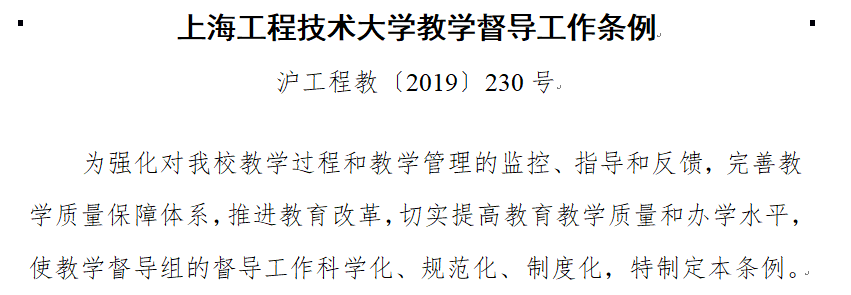 上海工程技术大学教学督导工作条例
沪工程教〔2019〕230 号
为强化对我校教学过程和教学管理的监控、指导和反馈，完善教
学质量保障体系，推进教育改革，切实提高教育教学质量和办学水平，
使教学督导组的督导工作科学化、规范化、制度化，特制定本条例。